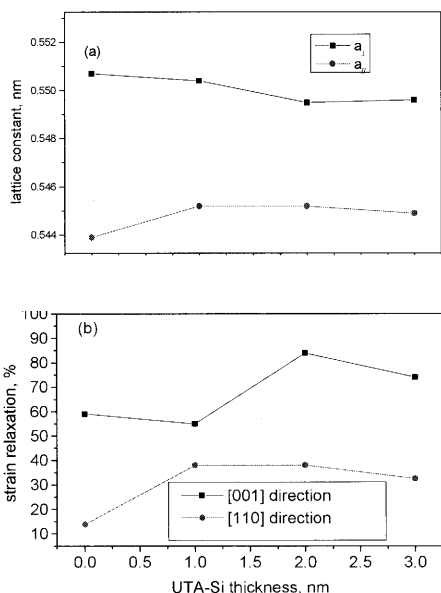 (a)
0.552
0.550
0.548
0.546
0.544
lattice constant, nm
a⊥
a//
(b)
100
90
80
70
60
50
40
30
20
10
strain relaxation, %
[001] direction
[110] direction
0.0 0.5 1.0 1.5 2.0 2.5 3.0
UTA-Si thickness, nm